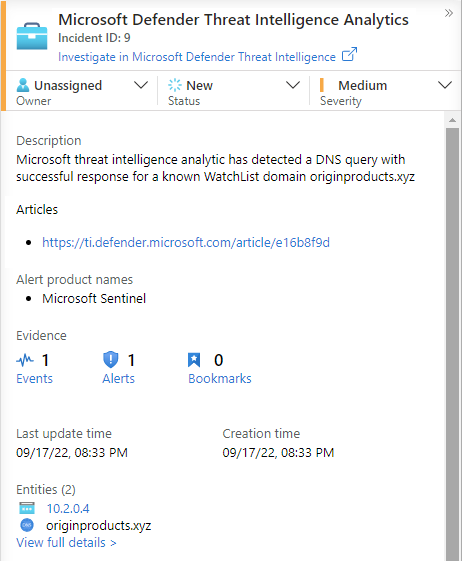 Microsoft Defender Threat Intelligence Analytics
Incident ID: 9
Investigate in Microsoft Defender Threat Intelligence
Unassigned
Owner
New
Status
Medium
Severity
Description
Microsoft threat intelligence analytic has detected a DNS query with
successful response for a known WatchList domain originproducts.xyz
Articles
• https://ti.defender.microsoft.com/article/e16b8f9d
Alert product names
• Microsoft Sentinel
Evidence
1
Events
1
Alerts
0
Bookmarks
Last update time
09/17/22, 08:33 PM
Creation time
09/17/22, 08:33 PM
Entities (2)
10.2.0.4
DNS originproducts.xyz
View full details >